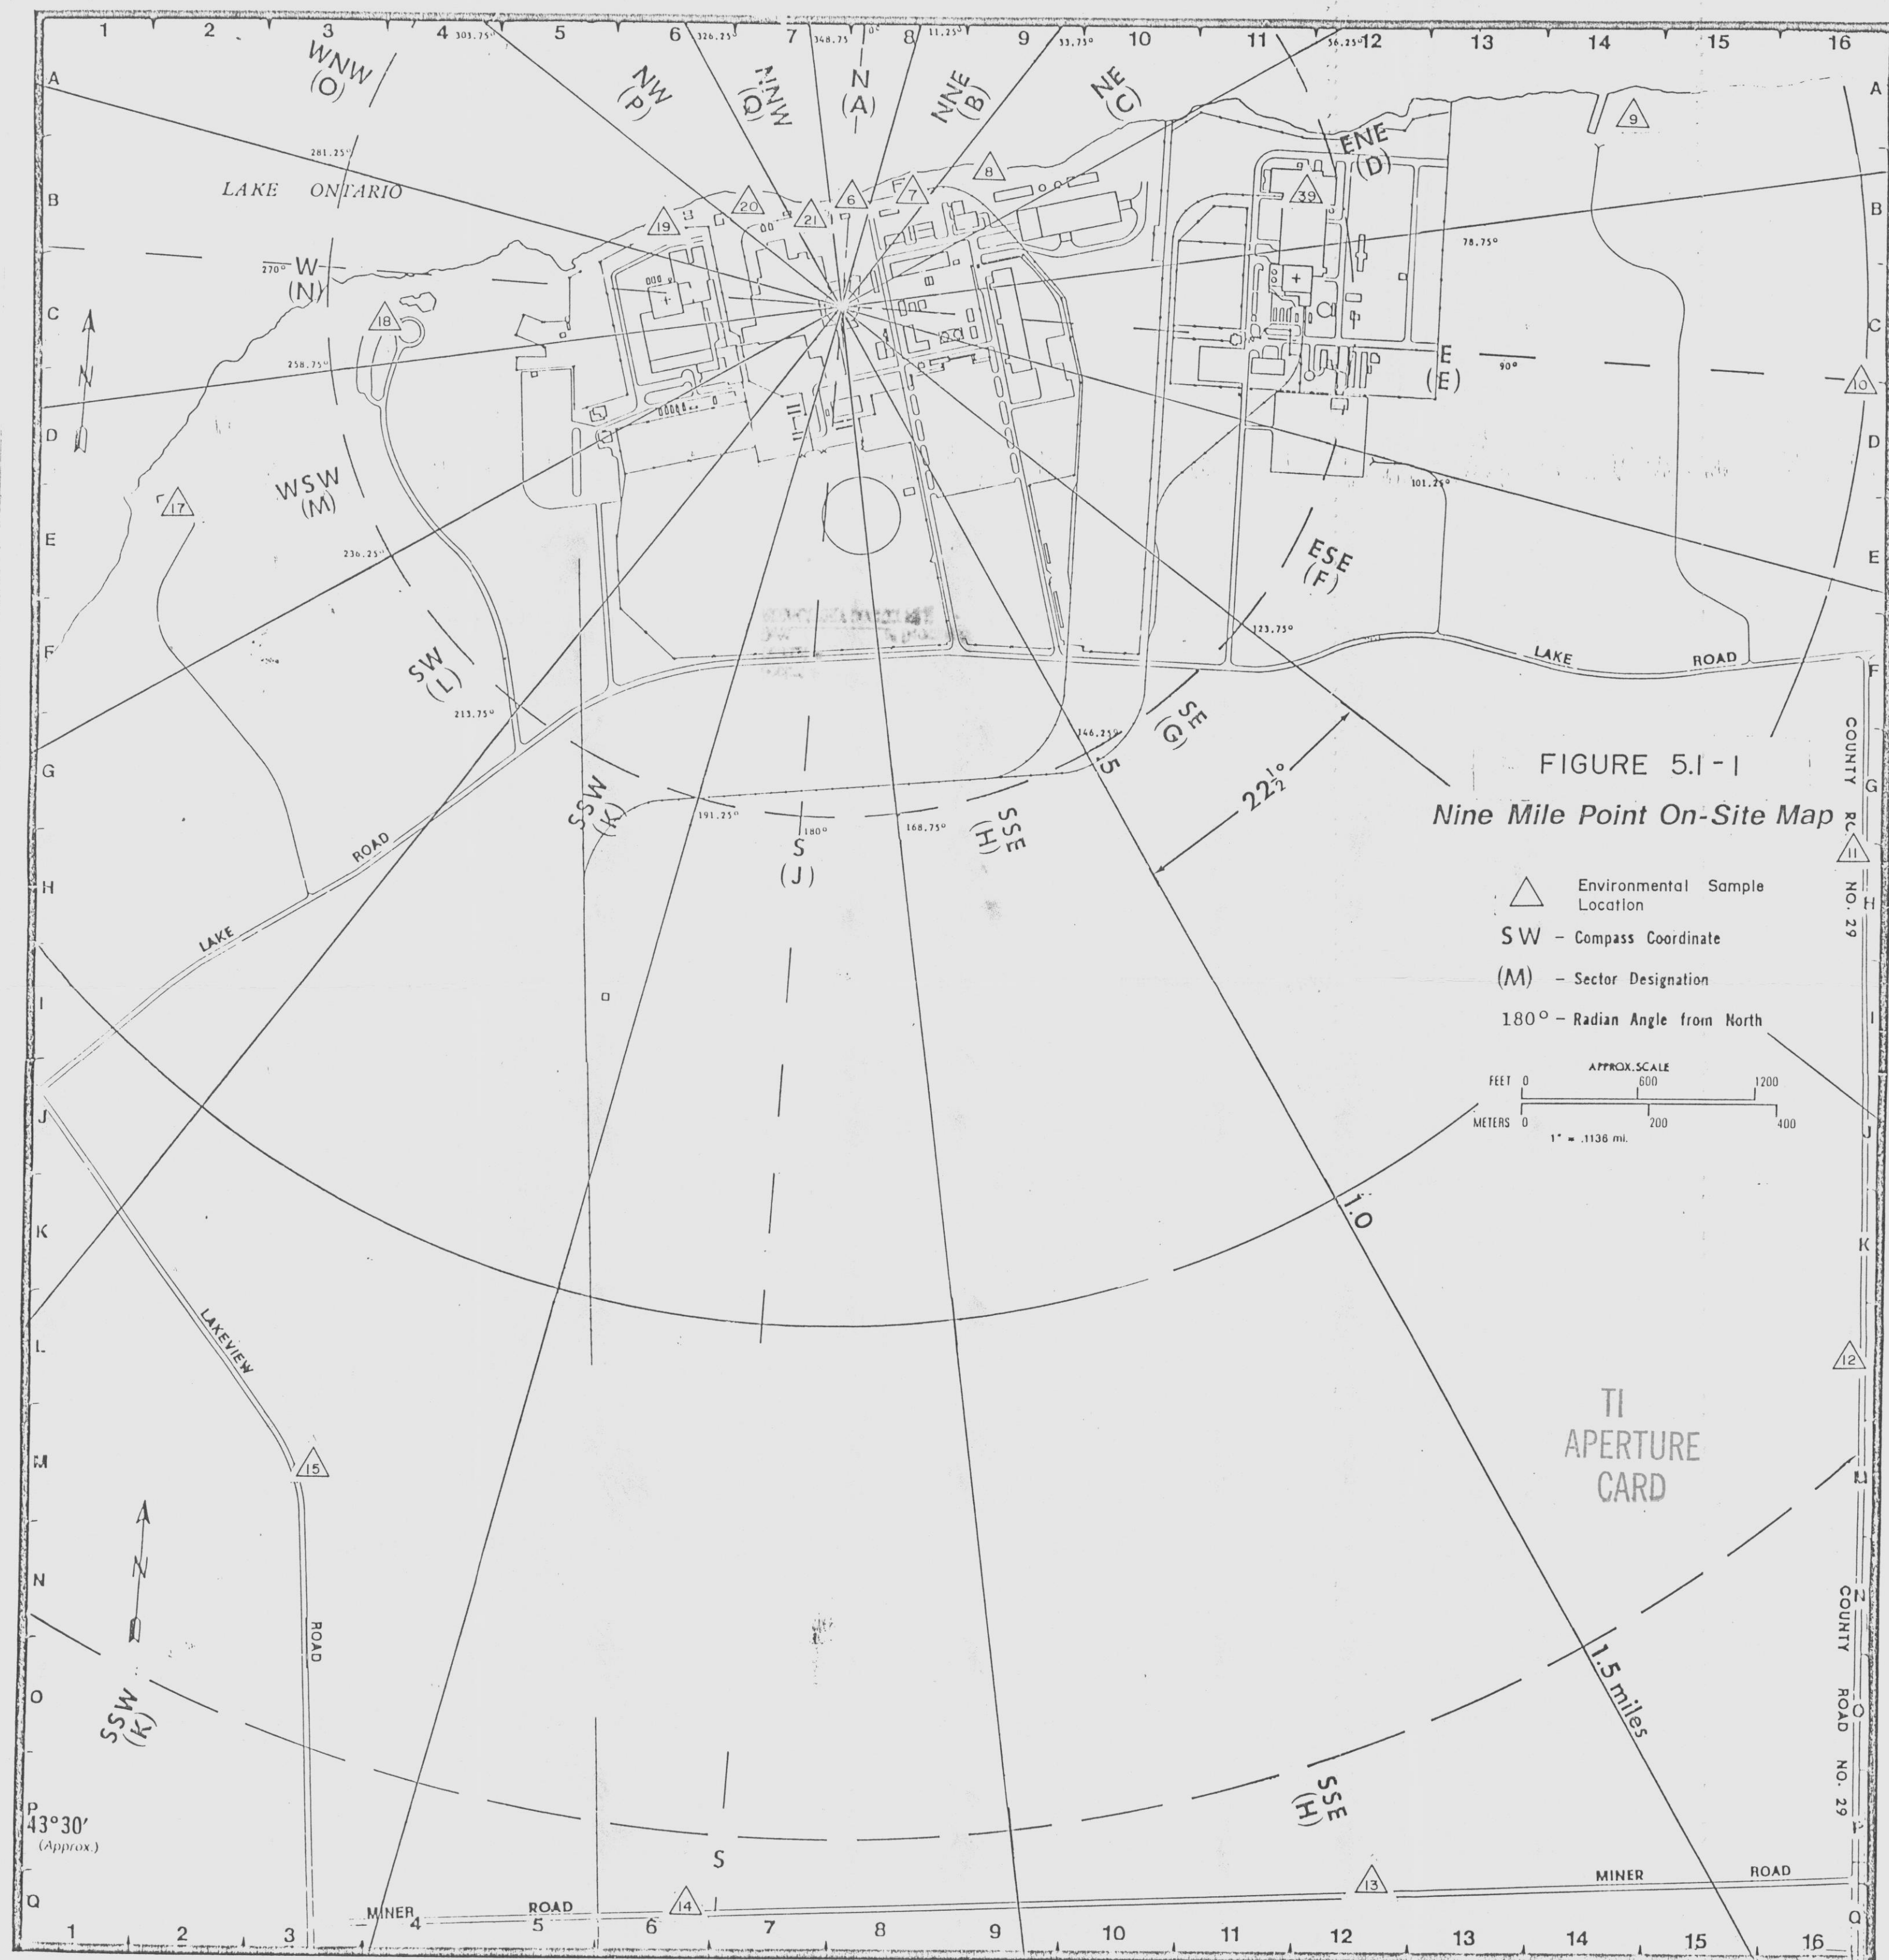 1 2 3 4 5 6 7 8 9 10 11 12 13 14 15 16
303.75° 326.25° 348.75 0° 11.25° 33.75° 56.25°
WNW
(O)
NW
(P)
NNW
(Q)
N
(A)
NNE
(B)
NE
(C)
ENE
(D)
A
A
9
281.25°
LAKE ONTARIO
B
B
19
20
21
6
7
8
39
78.75°
270° W
(N)
C
C
18
N
258.75°
E
(E)
90°
10
D
D
WSW
(M)
17
101.25°
E
E
236.25°
ESE
(F)
123.75°
F
F
LAKE ROAD
SW
(L)
213.75°
SE
(G)
146.25°
.5
22½°
G
G
COUNTY
FIGURE 5.1-1
Nine Mile Point On-Site Map
RO
11
NO. 29
SSW
(K)
191.25°
180°
168.75°
S
(J)
SSE
(H)
LAKE ROAD
H
H
Environmental Sample
Location
SW - Compass Coordinate
(M) - Sector Designation
180° - Radian Angle from North
I
I
APPROX. SCALE
FEET 0 600 1200
METERS 0 200 400
1" = .1136 mi.
J
J
1.0
K
K
LAKEVIEW
L
12
TI
APERTURE
CARD
M
M
15
N
N
N
ROAD
COUNTY ROAD NO. 29
1.5 miles
O
O
SSW
(K)
SSE
(H)
P
P
43°30'
(Approx.)
S
13
14
MINER ROAD
MINER ROAD
Q
Q
1 2 3 4 5 6 7 8 9 10 11 12 13 14 15 16